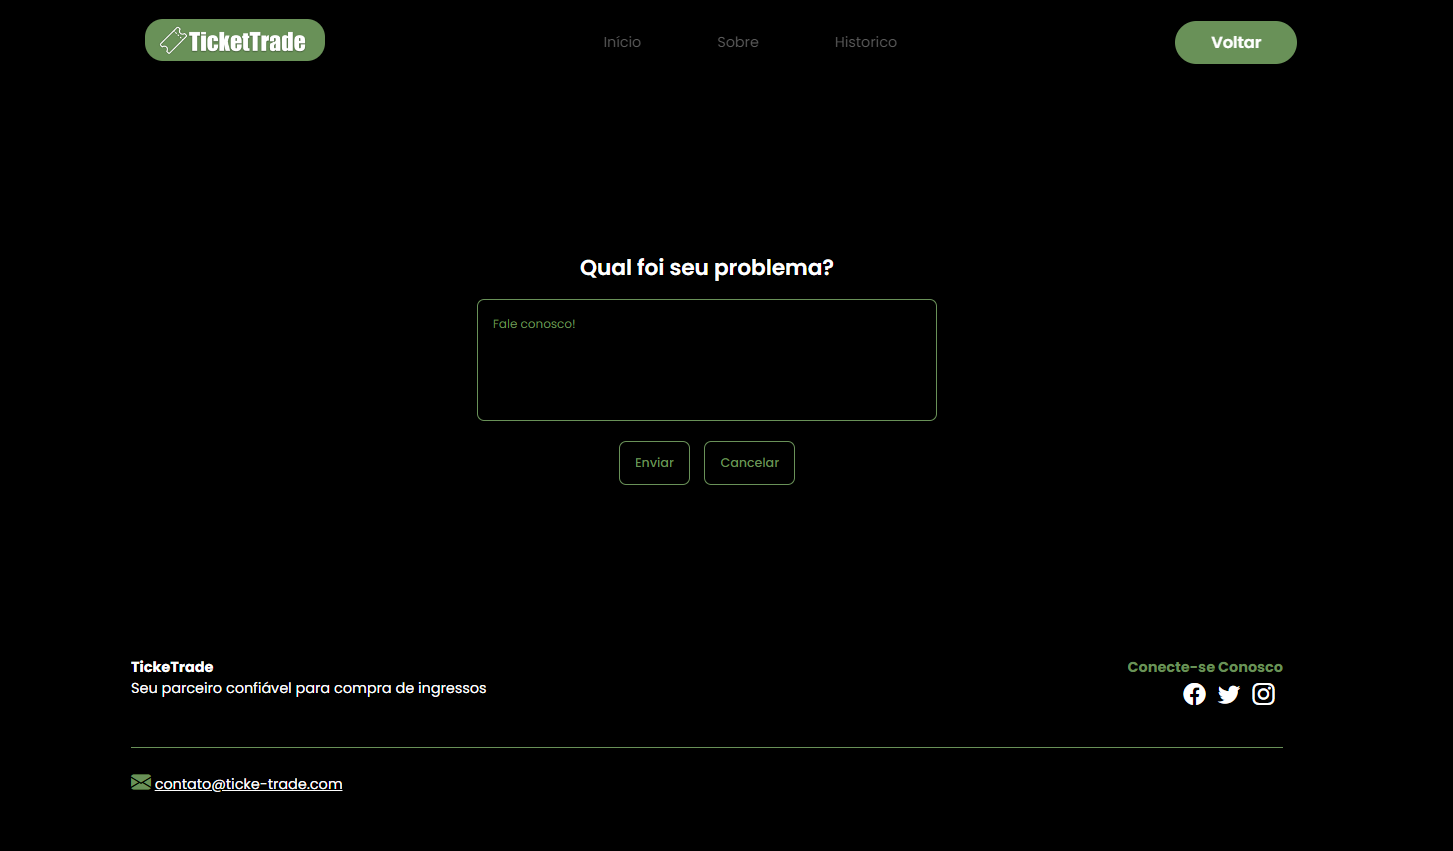 TicketTrade
Início
Sobre
Historico
Voltar
Qual foi seu problema?
Fale conosco!
Enviar
Cancelar
TickeTrade
Seu parceiro confiável para compra de ingressos
Conecte-se Conosco
contato@ticke-trade.com